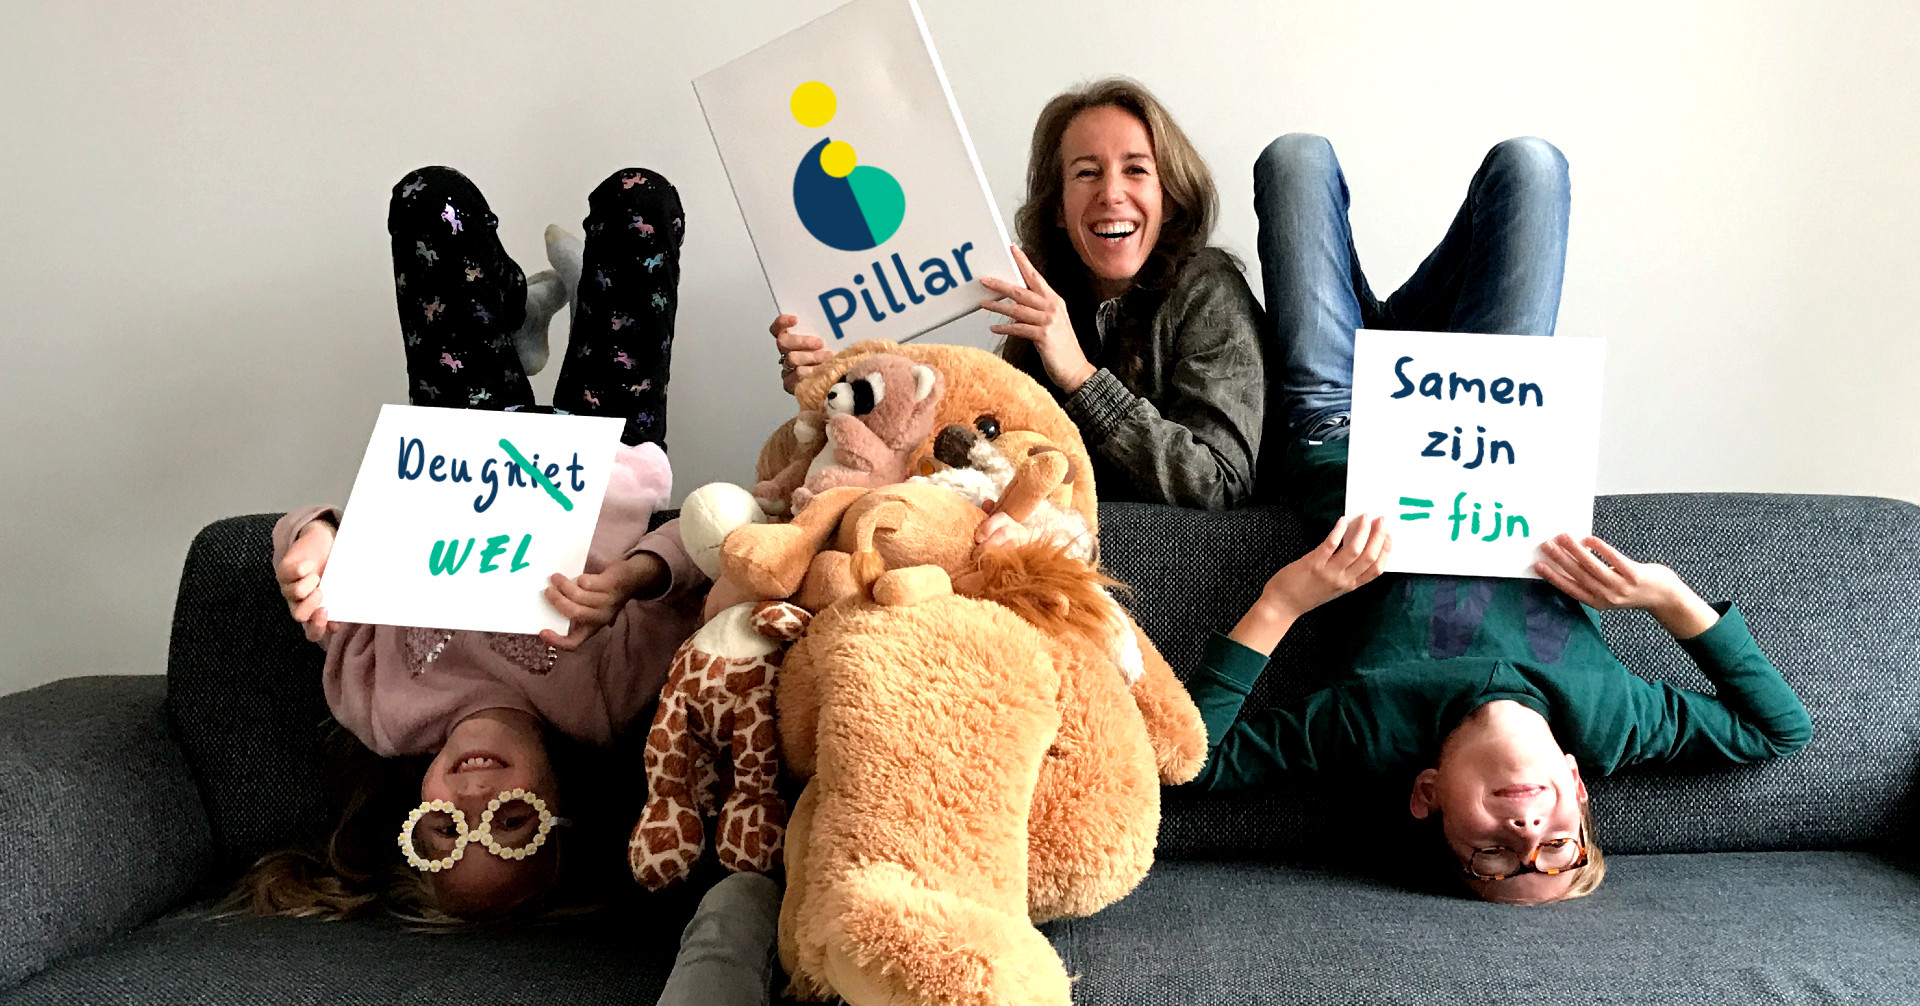 Pillar
Deugniet
WEL
Samen
zijn
= fijn